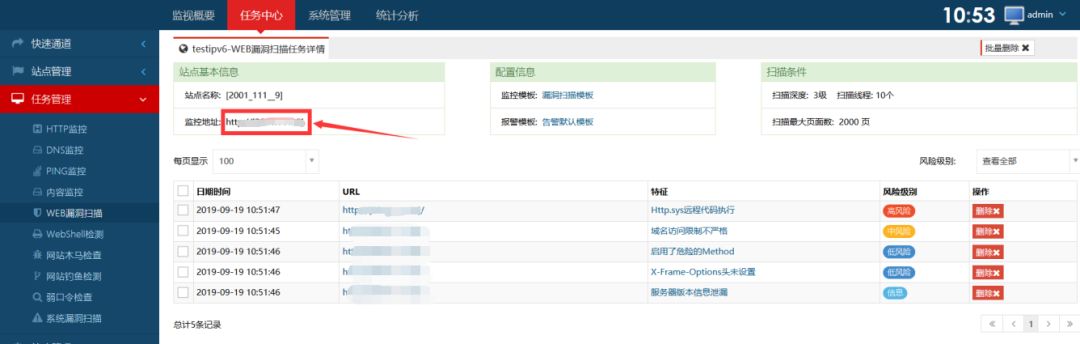 监视概要 任务中心 系统管理 统计分析 10:53 admin
快速通道
站点管理
任务管理
HTTP监控
DNS监控
PING监控
内容监控
WEB漏洞扫描
WebShell检测
网站木马检查
网站钓鱼检测
弱口令检查
系统漏洞扫描
testipv6-WEB漏洞扫描任务详情 批量删除
站点基本信息 配置信息 扫描条件
站点名称: [2001_111__9] 监控模板: 漏洞扫描模板 扫描深度: 3级 扫描线程: 10个
监控地址: 报警模板: 告警默认模板 扫描最大页面数: 2000 页
每页显示 100 风险级别: 查看全部
日期时间 URL 特征 风险级别 操作
2019-09-19 10:51:47 Http.sys远程代码执行 高风险 删除
2019-09-19 10:51:45 域名访问限制不严格 中风险 删除
2019-09-19 10:51:46 启用了危险的Method 低风险 删除
2019-09-19 10:51:46 X-Frame-Options头未设置 低风险 删除
2019-09-19 10:51:46 服务器版本信息泄漏 信息 删除
总计5条记录 « ‹ 1 › »